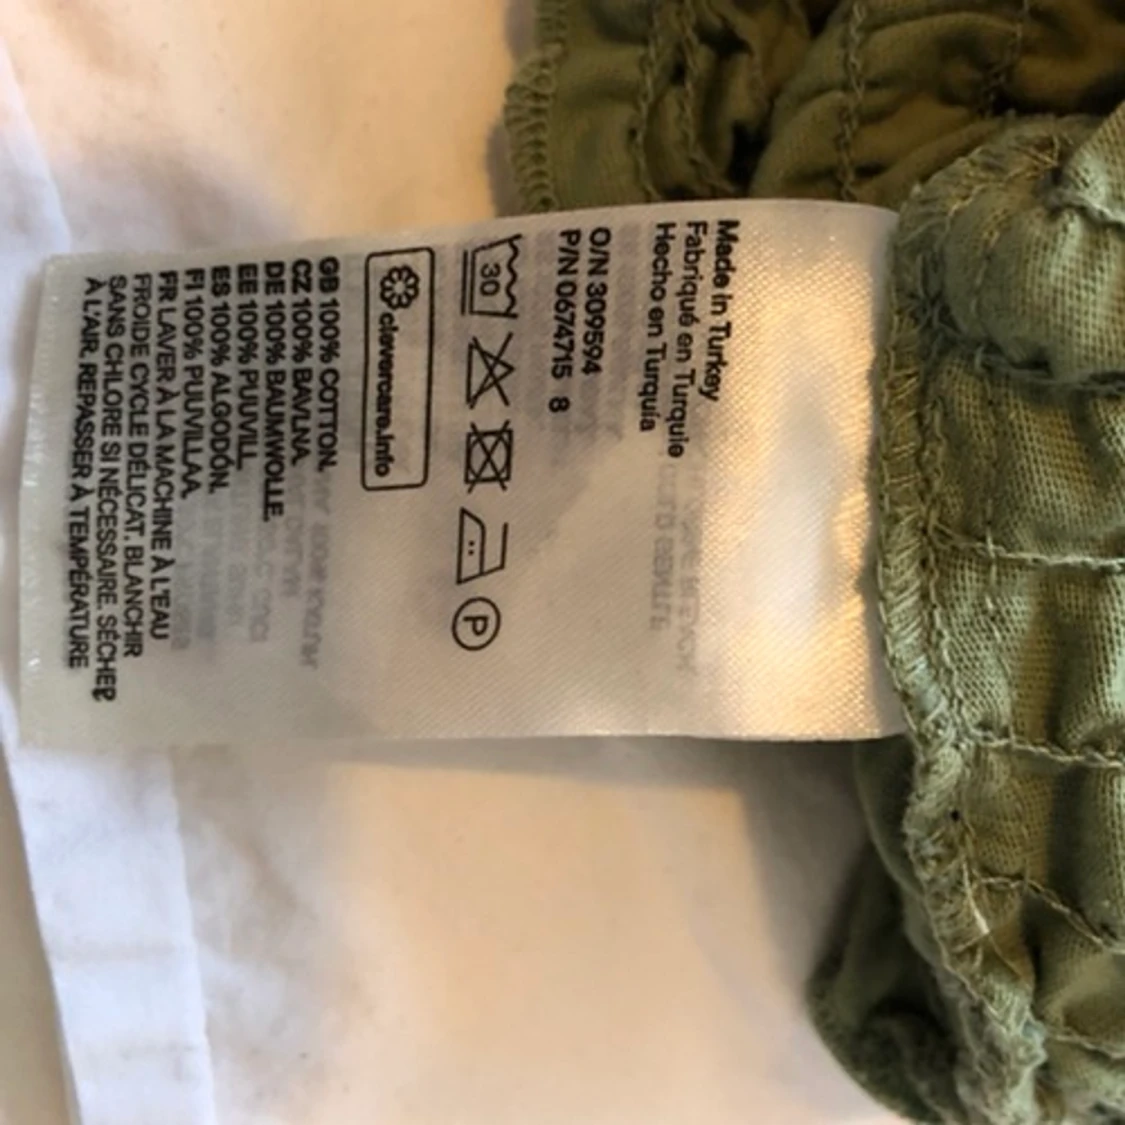 Made in Turkey
Fabriqué en Turquie
Hecho en Turquía
O/N 309594
P/N 0674715 8
30
P
clevercare.info
GB 100% COTTON.
CZ 100% BAVLNA.
DE 100% BAUMWOLLE.
EE 100% PUUVILL.
ES 100% ALGODÓN.
FI 100% PUUVILLAA.
FR LAVER À LA MACHINE À L'EAU
FROIDE CYCLE DÉLICAT. BLANCHIR
SANS CHLORE SI NÉCESSAIRE. SÉCHER
À L'AIR. REPASSER À TEMPÉRATURE